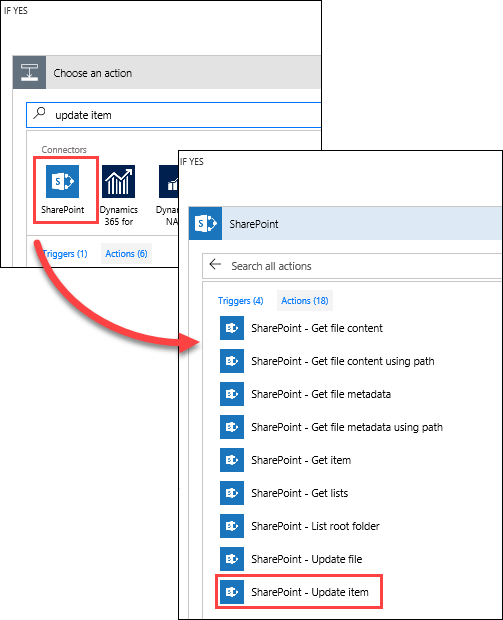 IF YES
Choose an action
update item
Connectors
SharePoint
Dynamics
365 for
Dyna
NA
Triggers (1) Actions (6)
IF YES
SharePoint
Search all actions
Triggers (4) Actions (18)
SharePoint - Get file content
SharePoint - Get file content using path
SharePoint - Get file metadata
SharePoint - Get file metadata using path
SharePoint - Get item
SharePoint - Get lists
SharePoint - List root folder
SharePoint - Update file
SharePoint - Update item